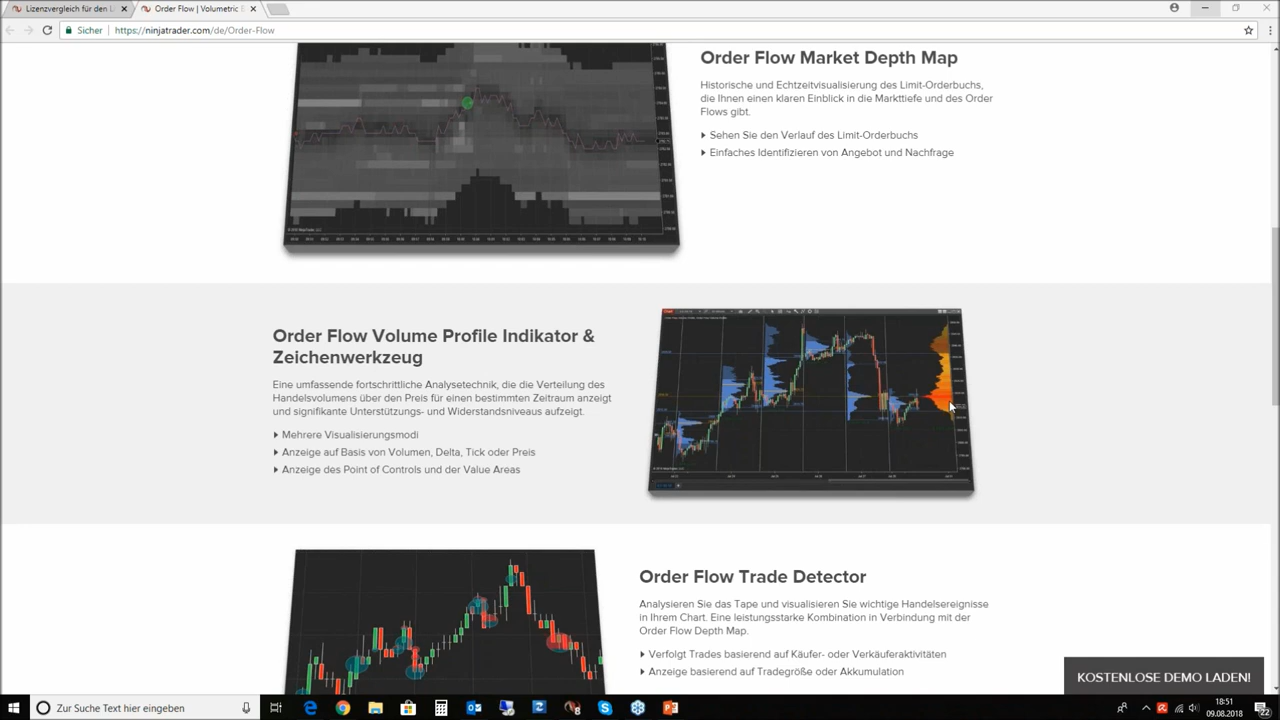 Lizenzvergleich für den L
Order Flow | Volumetric B
Sicher
https://ninjatrader.com/de/Order-Flow
Order Flow Market Depth Map
Historische und Echtzeitvisualisierung des Limit-Orderbuchs,
die Ihnen einen klaren Einblick in die Markttiefe und des Order
Flows gibt.
Sehen Sie den Verlauf des Limit-Orderbuchs
Einfaches Identifizieren von Angebot und Nachfrage
Order Flow Volume Profile Indikator &
Zeichenwerkzeug
Eine umfassende fortschrittliche Analysetechnik, die die Verteilung des
Handelsvolumens über den Preis für einen bestimmten Zeitraum anzeigt
und signifikante Unterstützungs- und Widerstandsniveaus aufzeigt.
Mehrere Visualisierungsmodi
Anzeige auf Basis von Volumen, Delta, Tick oder Preis
Anzeige des Point of Controls und der Value Areas
Order Flow Trade Detector
Analysieren Sie das Tape und visualisieren Sie wichtige Handelsereignisse
in Ihrem Chart. Eine leistungsstarke Kombination in Verbindung mit der
Order Flow Depth Map.
Verfolgt Trades basierend auf Käufer- oder Verkäuferaktivitäten
Anzeige basierend auf Tradegröße oder Akkumulation
KOSTENLOSE DEMO LADEN!
Zur Suche Text hier eingeben
18:51
09.08.2018
22